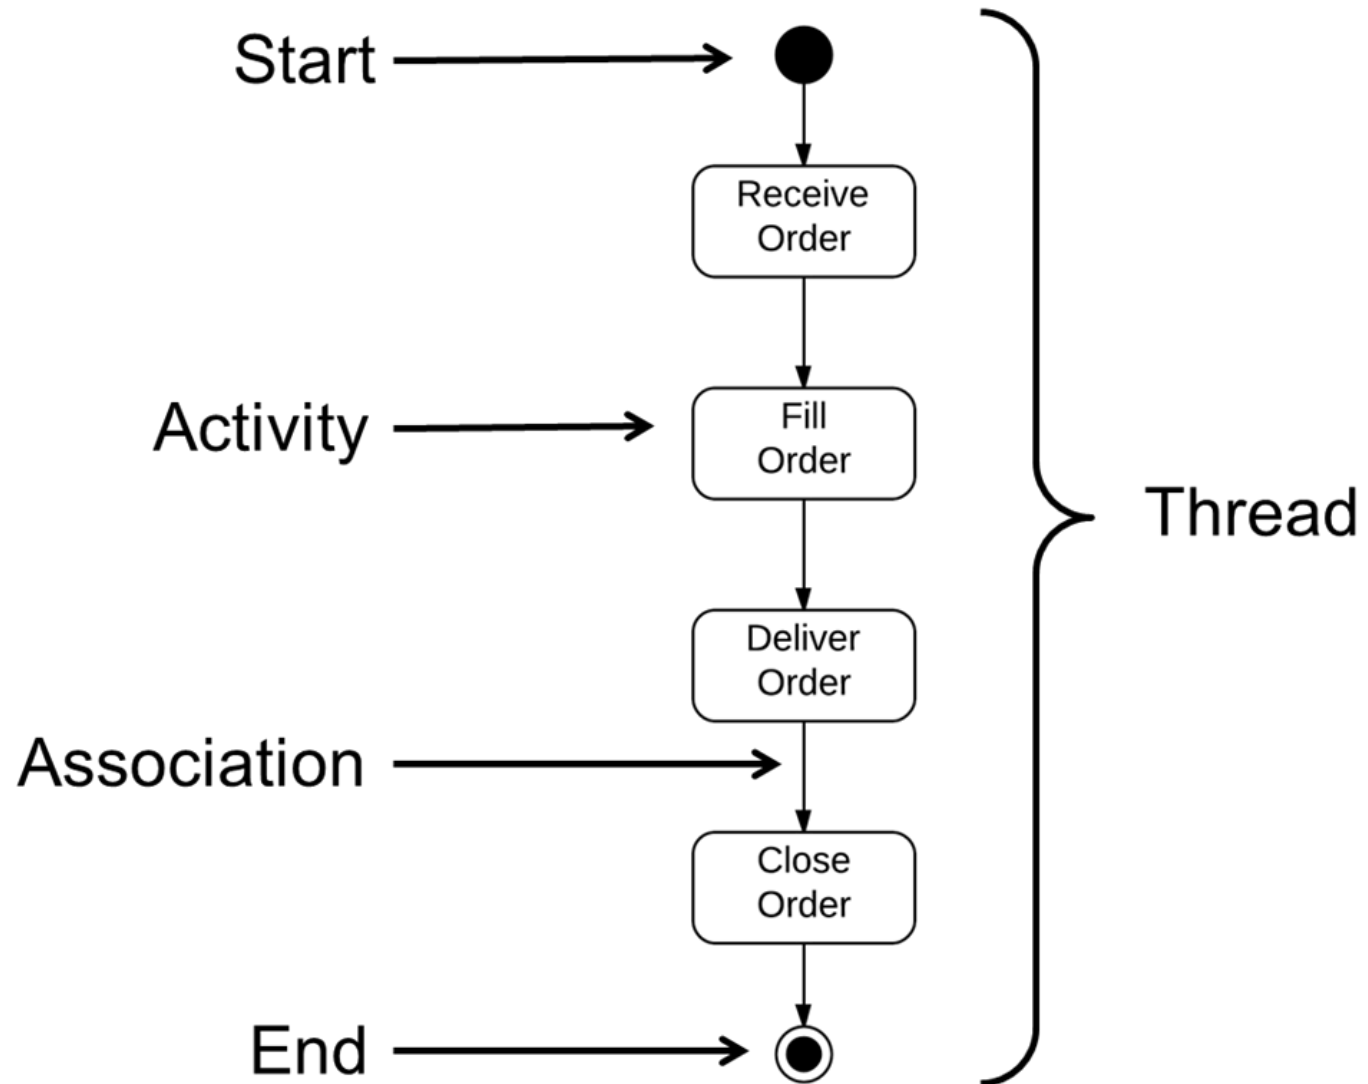 Start
Receive
Order
Fill
Order
Activity
Thread
Deliver
Order
Association
Close
Order
End